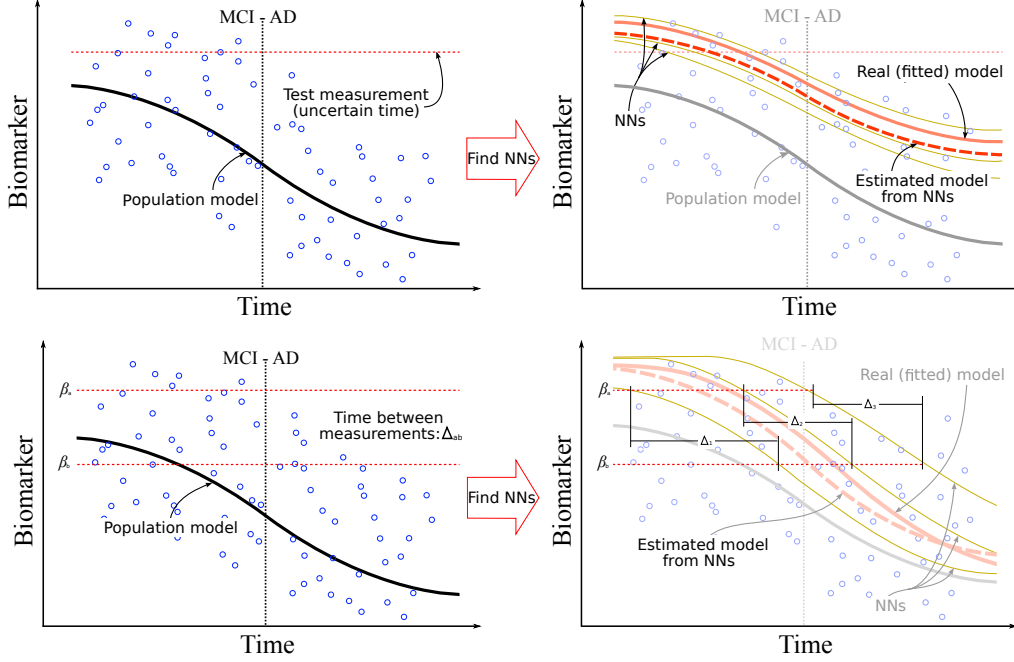 MCI - AD
Biomarker
Test measurement
(uncertain time)
Population model
Time
Find NNs
Biomarker
MCI - AD
NNs
Real (fitted) model
Population model
Estimated model
from NNs
Time
MCI - AD
Biomarker
βa
βb
Time between
measurements:Δab
Population model
Time
Find NNs
Biomarker
MCI - AD
Real (fitted) model
βa
βb
Δ₃
Δ₂
Δ₁
Estimated model
from NNs
NNs
Time